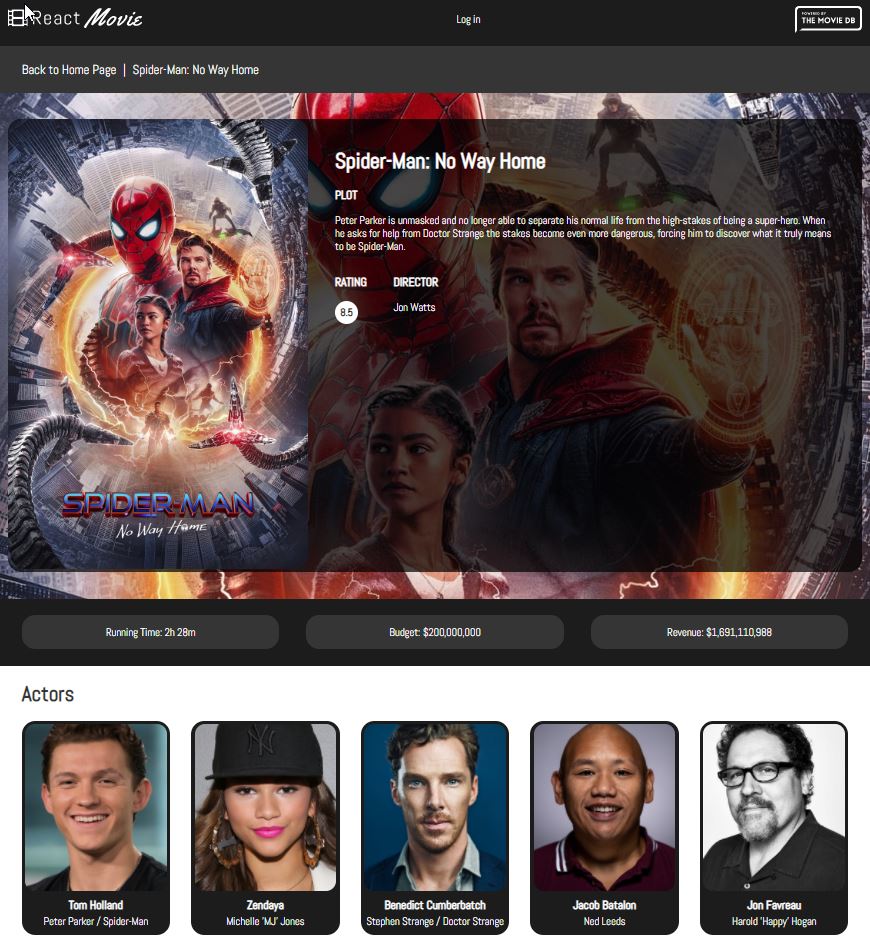 React Movie
Log in
POWERED BY
THE MOVIE DB
Back to Home Page | Spider-Man: No Way Home
Spider-Man: No Way Home
PLOT
Peter Parker is unmasked and no longer able to separate his normal life from the high-stakes of being a super-hero. When
he asks for help from Doctor Strange the stakes become even more dangerous, forcing him to discover what it truly means
to be Spider-Man.
RATING DIRECTOR
8.5 Jon Watts
SPIDER-MAN
No Way Home
Running Time: 2h 28m
Budget: $200,000,000
Revenue: $1,691,110,988
Actors
Tom Holland
Peter Parker / Spider-Man
Zendaya
Michelle 'MJ' Jones
Benedict Cumberbatch
Stephen Strange / Doctor Strange
Jacob Batalon
Ned Leeds
Jon Favreau
Harold 'Happy' Hogan